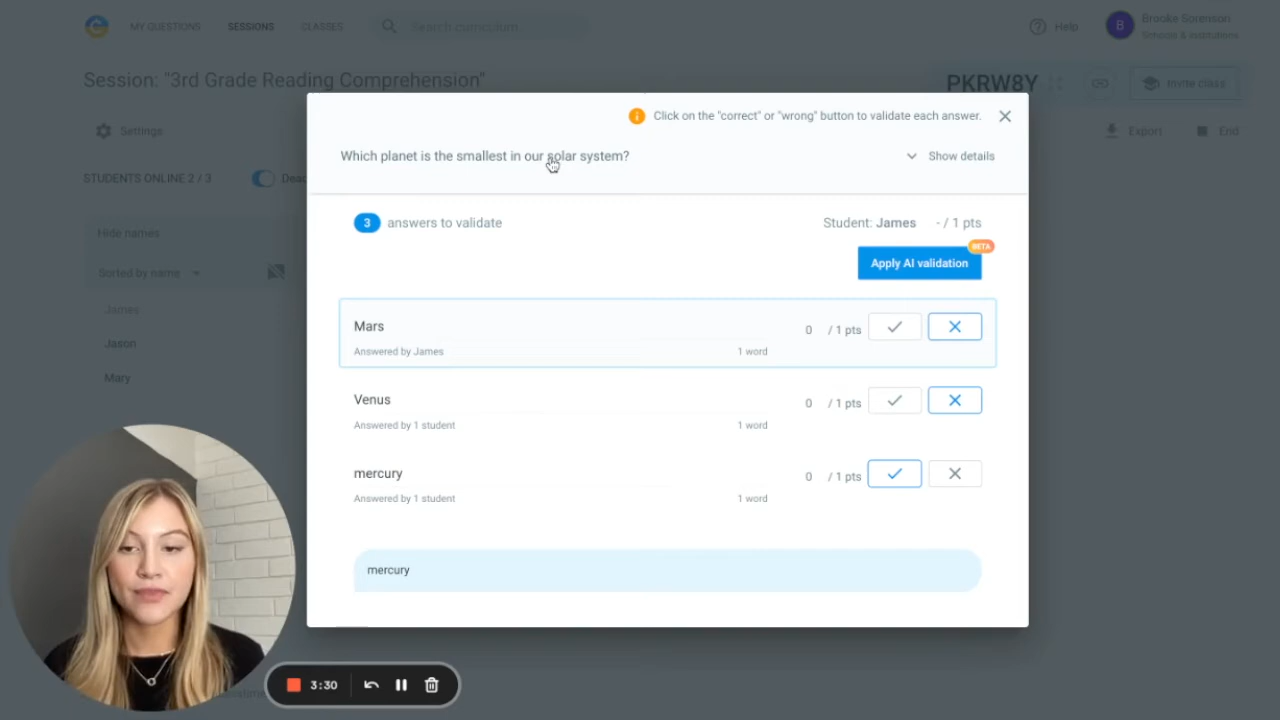 MY QUESTIONS SESSIONS CLASSES Search curriculum Help B Brooke Sorenson
Schools & Institutions
Session: "3rd Grade Reading Comprehension" PKRW8Y Invite class
Click on the "correct" or "wrong" button to validate each answer.
Settings Export End
Which planet is the smallest in our solar system? Show details
STUDENTS ONLINE 2 / 3
3 answers to validate Student: James - / 1 pts
Hide names
BETA
Apply AI validation
Sorted by name
James
Mars 0 / 1 pts
Answered by James 1 word
Jason
Mary
Venus 0 / 1 pts
Answered by 1 student 1 word
mercury 0 / 1 pts
Answered by 1 student 1 word
mercury
3:30